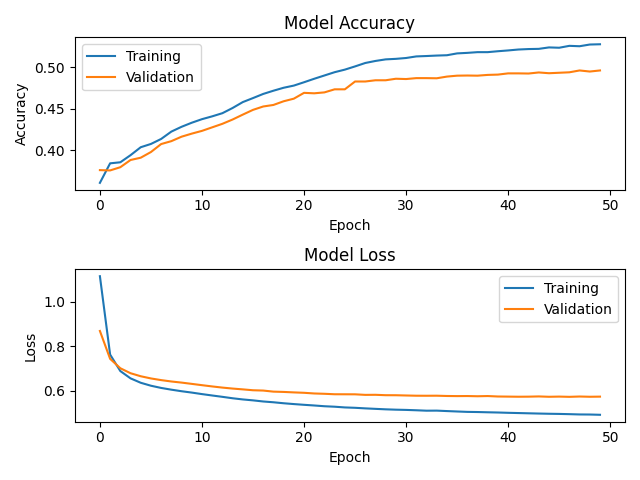 Model Accuracy
Training
Validation
0.50
0.45
0.40
Accuracy
0 10 20 30 40 50
Epoch
Model Loss
Training
Validation
1.0
0.8
0.6
Loss
0 10 20 30 40 50
Epoch